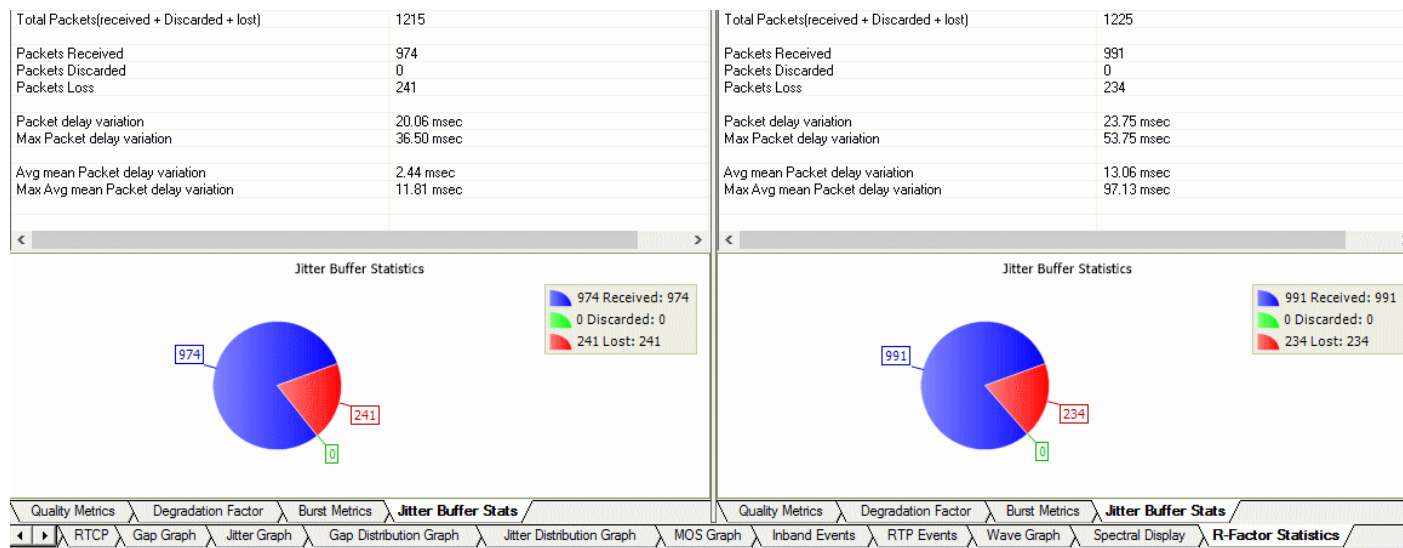 Total Packets(received + Discarded + lost) 1215
Packets Received 974
Packets Discarded 0
Packets Loss 241
Packet delay variation 20.06 msec
Max Packet delay variation 36.50 msec
Avg mean Packet delay variation 2.44 msec
Max Avg mean Packet delay variation 11.81 msec
Jitter Buffer Statistics
974 Received: 974
0 Discarded: 0
241 Lost: 241
974
241
0
Quality Metrics Degradation Factor Burst Metrics Jitter Buffer Stats
Total Packets(received + Discarded + lost) 1225
Packets Received 991
Packets Discarded 0
Packets Loss 234
Packet delay variation 23.75 msec
Max Packet delay variation 53.75 msec
Avg mean Packet delay variation 13.06 msec
Max Avg mean Packet delay variation 97.13 msec
Jitter Buffer Statistics
991 Received: 991
0 Discarded: 0
234 Lost: 234
991
234
0
Quality Metrics Degradation Factor Burst Metrics Jitter Buffer Stats
RTCP Gap Graph Jitter Graph Gap Distribution Graph Jitter Distribution Graph MOS Graph Inband Events RTP Events Wave Graph Spectral Display R-Factor Statistics